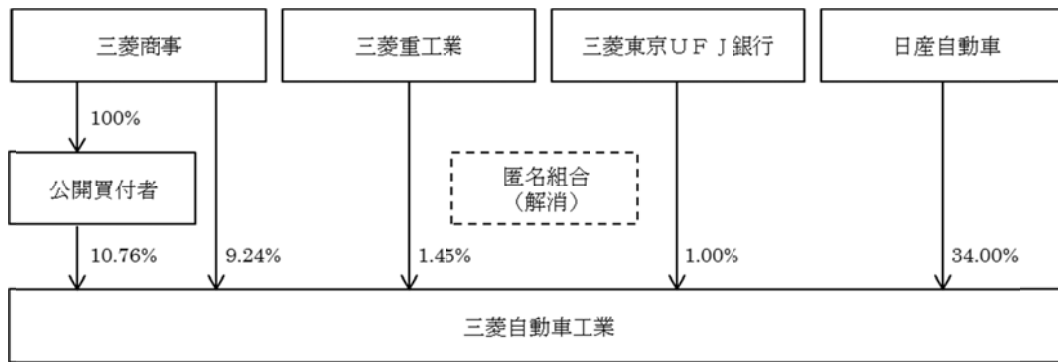 三菱商事
三菱重工業
三菱東京ＵＦＪ銀行
日産自動車
100%
公開買付者
匿名組合
（解消）
10.76%
9.24%
1.45%
1.00%
34.00%
三菱自動車工業